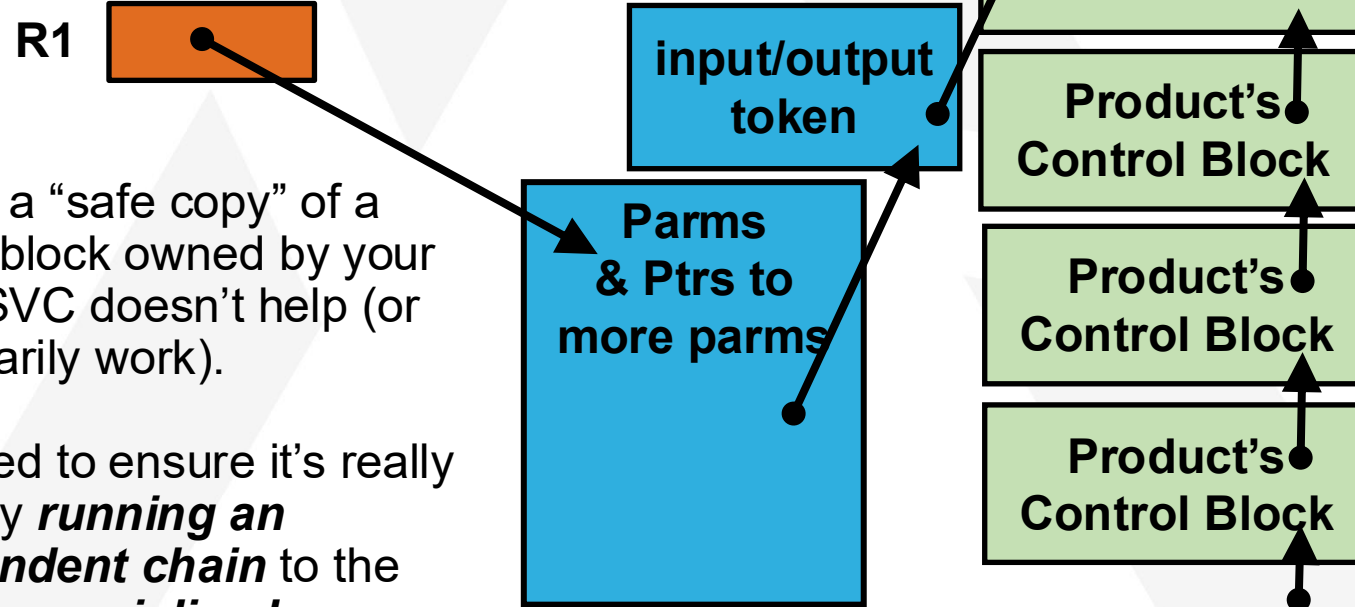 R1
input/output
token
Product’s
Control Block
a “safe copy” of a
block owned by your
SVC doesn’t help (or
arily work).
Parms
& Ptrs to
more parms
Product’s
Control Block
ed to ensure it’s really
y running an
ndent chain to the
Product’s
Control Block